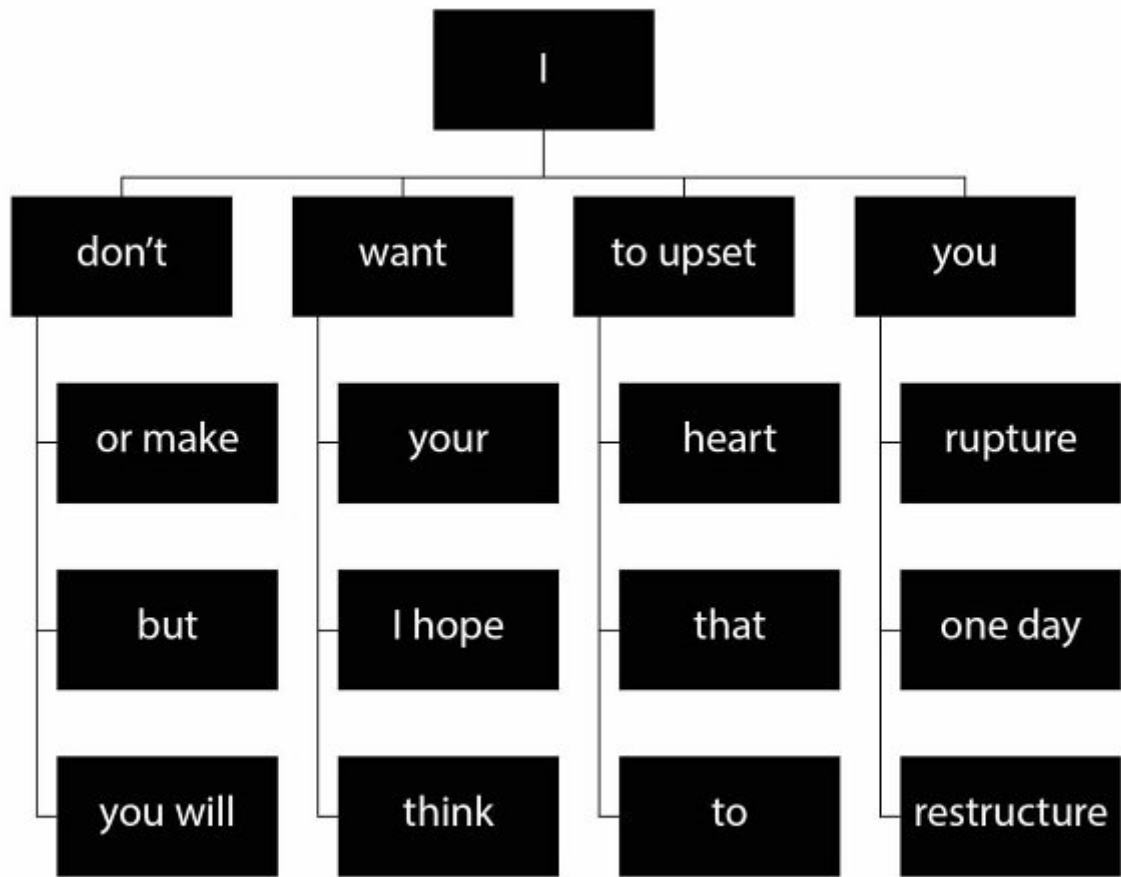 I
don’t want to upset you
or make your heart rupture
but I hope that one day
you will think to restructure